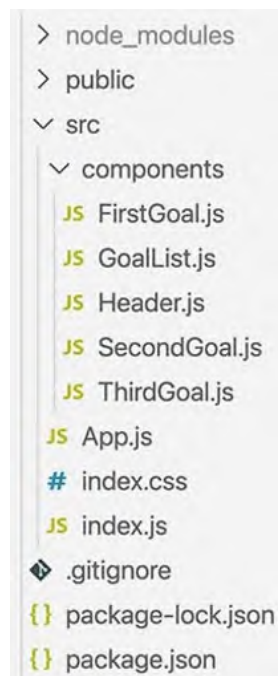 node_modules
public
src
components
JS FirstGoal.js
JS GoalList.js
JS Header.js
JS SecondGoal.js
JS ThirdGoal.js
JS App.js
# index.css
JS index.js
.gitignore
{} package-lock.json
{} package.json